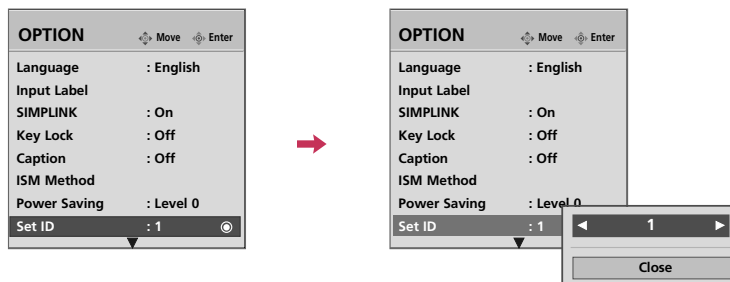 OPTION Move Enter
Language : English
Input Label
SIMPLINK : On
Key Lock : Off
Caption : Off
ISM Method
Power Saving : Level 0
Set ID : 1
OPTION Move Enter
Language : English
Input Label
SIMPLINK : On
Key Lock : Off
Caption : Off
ISM Method
Power Saving : Level 0
Set ID : 1
◀ 1 ▶
Close